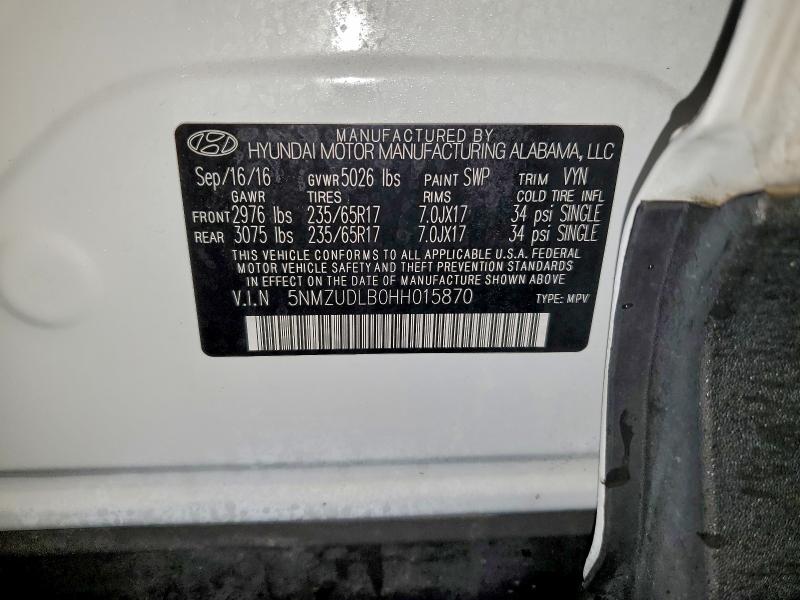 MANUFACTURED BY
HYUNDAI MOTOR MANUFACTURING ALABAMA, LLC
Sep/16/16 GVWR 5026 lbs PAINT SWP TRIM VYN
GAWR TIRES RIMS COLD TIRE INFL
FRONT 2976 lbs 235/65R17 7.0JX17 34 psi SINGLE
REAR 3075 lbs 235/65R17 7.0JX17 34 psi SINGLE
THIS VEHICLE CONFORMS TO ALL APPLICABLE U.S.A. FEDERAL
MOTOR VEHICLE SAFETY AND THEFT PREVENTION STANDARDS
IN EFFECT ON THE DATE OF MANUFACTURE SHOWN ABOVE
V.I.N 5NMZUDLB0HH015870 TYPE: MPV